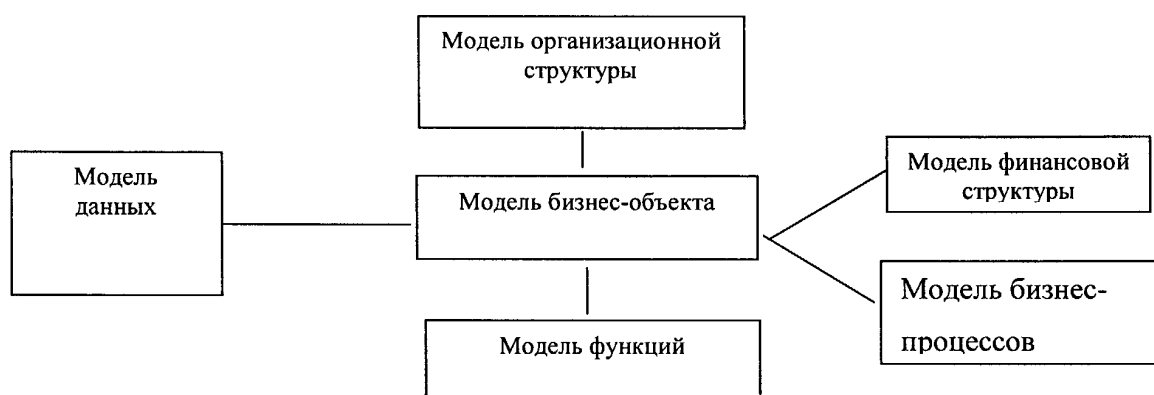 Модель организационной
структуры
Модель
данных
Модель бизнес-объекта
Модель финансовой
структуры
Модель бизнес-
процессов
Модель функций